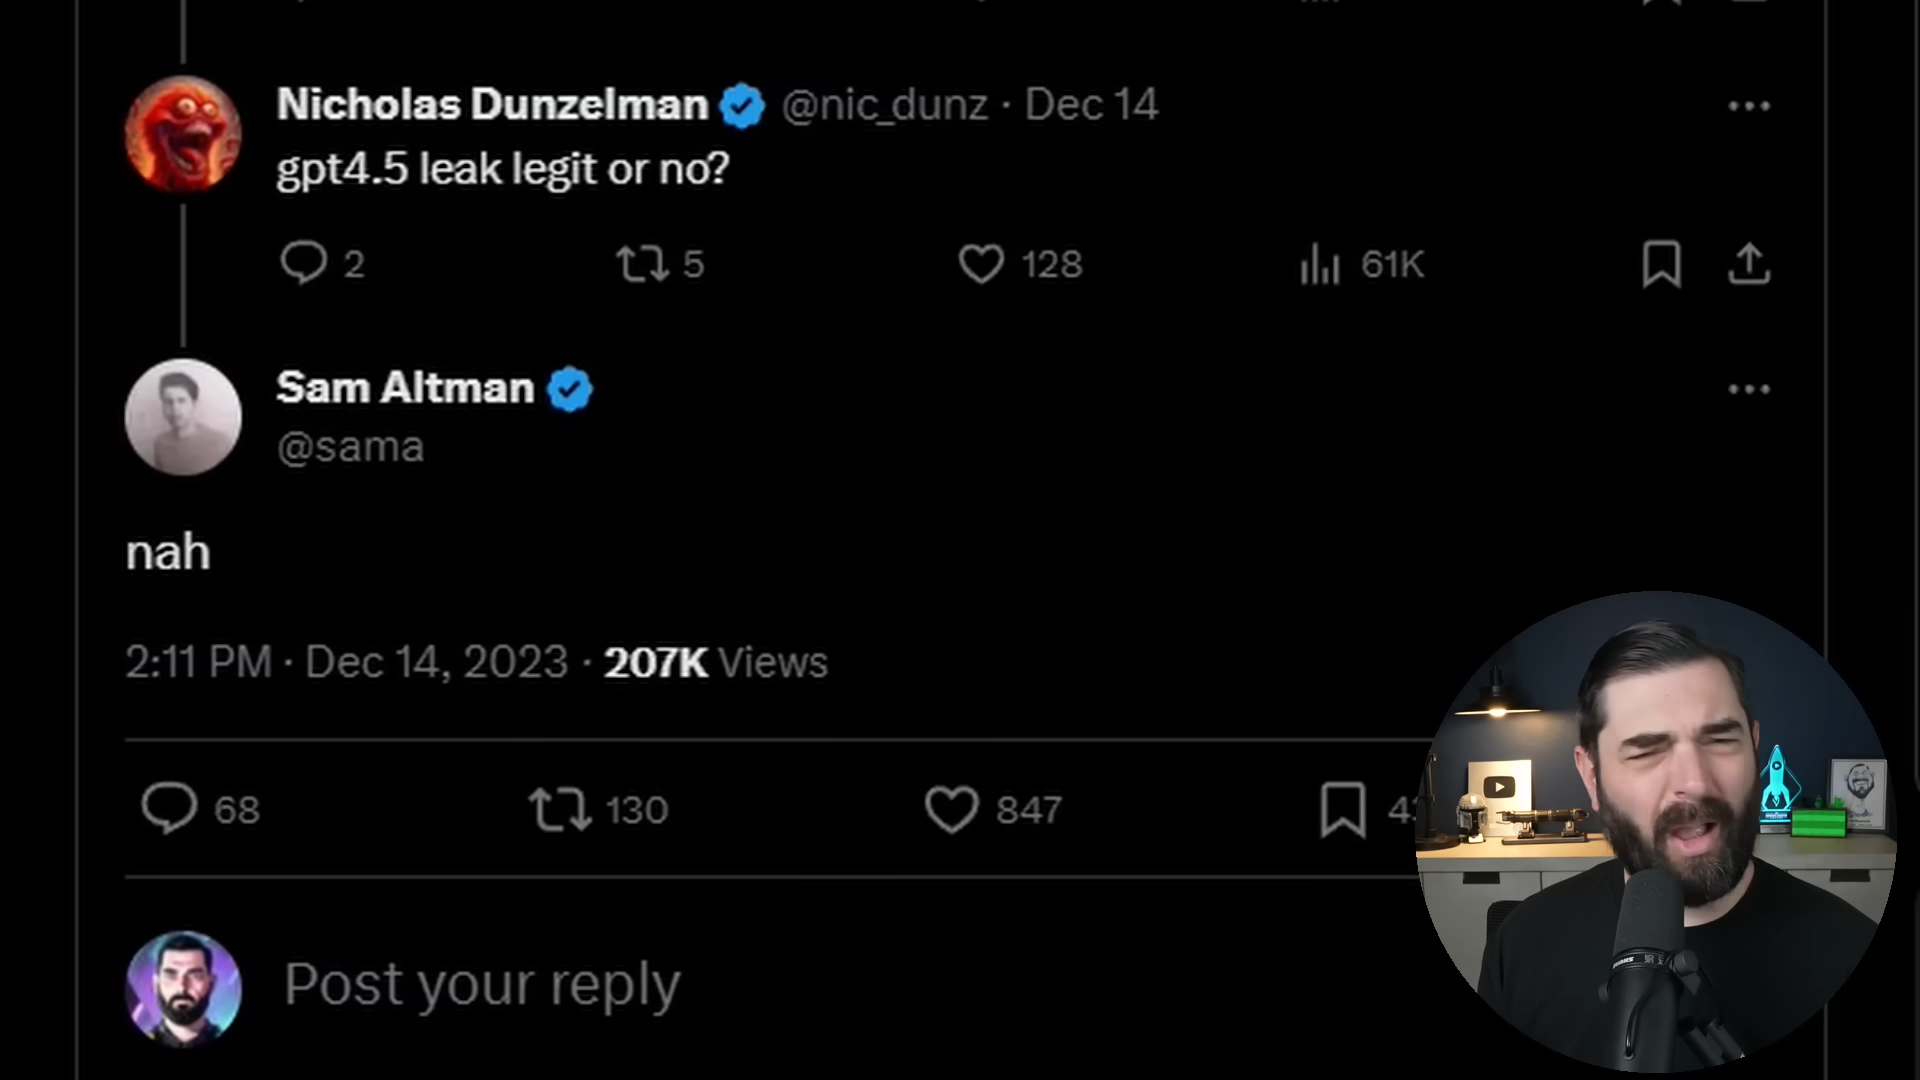 Nicholas Dunzelman @nic_dunz · Dec 14
gpt4.5 leak legit or no?
2 5 128 61K
Sam Altman
@sama
nah
2:11 PM · Dec 14, 2023 · 207K Views
68 130 847
Post your reply